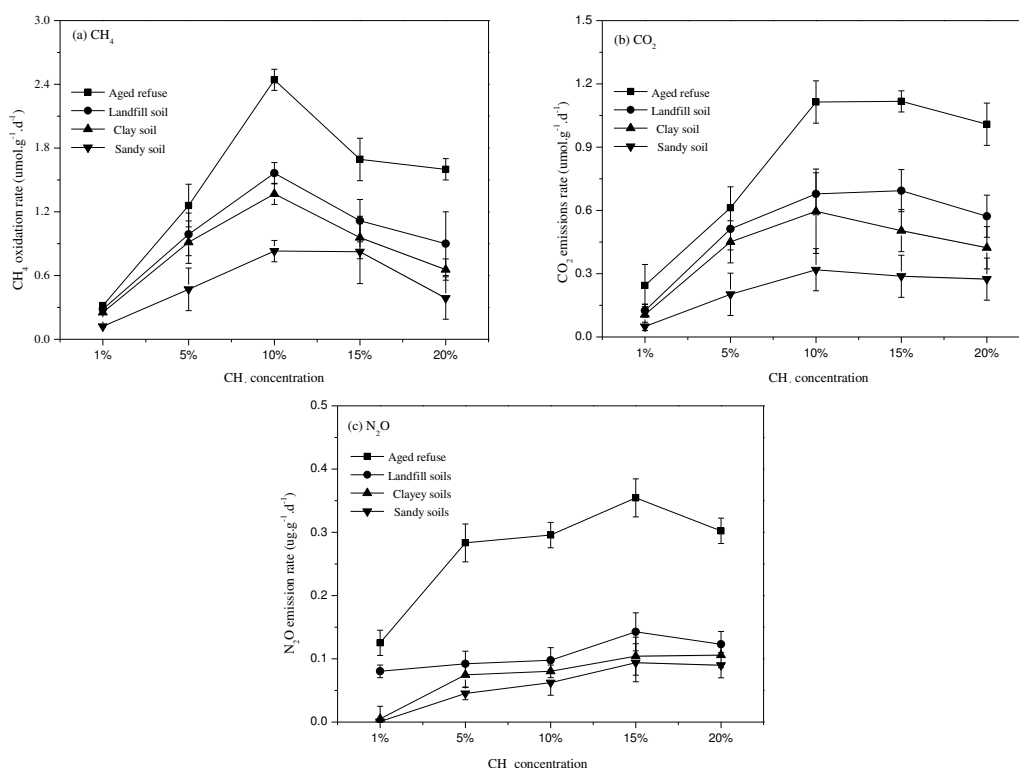 (a) CH4
Aged refuse
Landfill soil
Clay soil
Sandy soil
CH4 oxidation rate (umol.g-1.d-1)
3.0
2.4
1.8
1.2
0.6
0.0
1% 5% 10% 15% 20%
CH. concentration
(b) CO2
Aged refuse
Landfill soil
Clay soil
Sandy soil
CO2 emissions rate (umol.g-1.d-1)
1.5
1.2
0.9
0.6
0.3
0.0
1% 5% 10% 15% 20%
CH. concentration
(c) N2O
Aged refuse
Landfill soils
Clayey soils
Sandy soils
N2O emission rate (ug.g-1.d-1)
0.5
0.4
0.3
0.2
0.1
0.0
1% 5% 10% 15% 20%
CH concentration